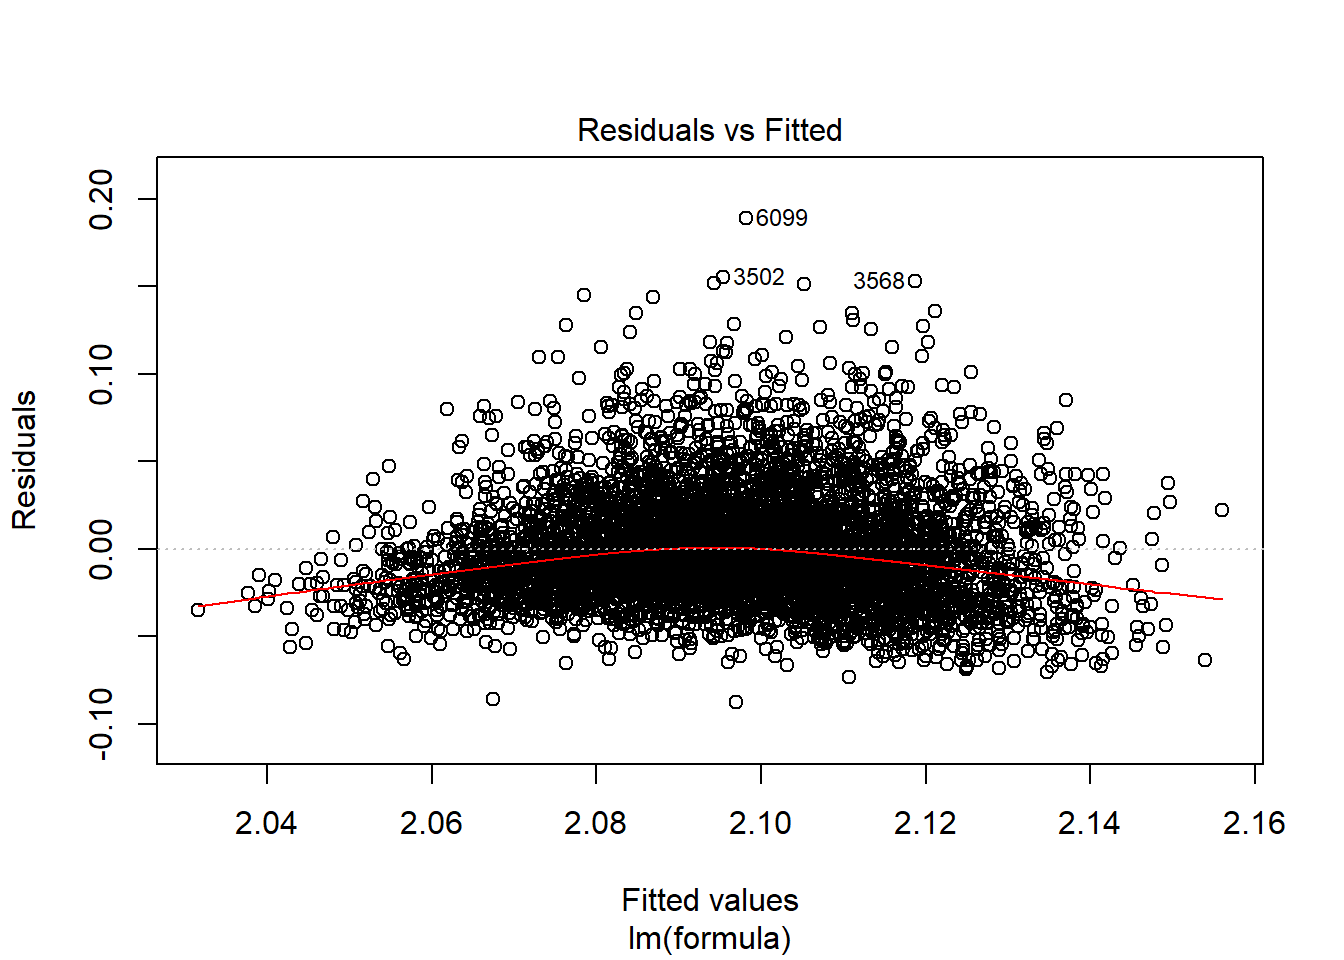 Residuals vs Fitted
0.20
0.10
0.00
-0.10
Residuals
6099
3502
3568
2.04 2.06 2.08 2.10 2.12 2.14 2.16
Fitted values
lm(formula)